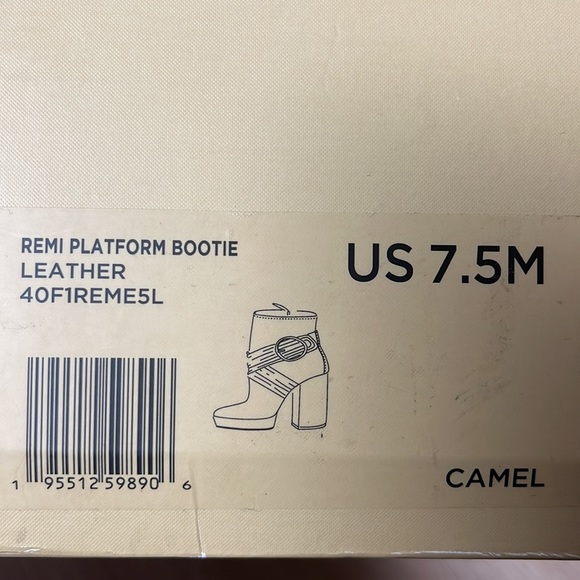 REMI PLATFORM BOOTIE
LEATHER
40F1REME5L
US 7.5M
1 95512 59890 6
CAMEL